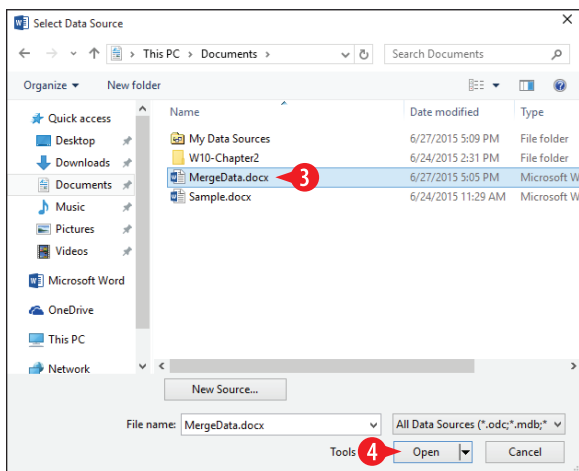 Select Data Source
This PC > Documents >
Search Documents
Organize
New folder
Name
Date modified
Type
Quick access
Desktop
Downloads
Documents
Music
Pictures
Videos
Microsoft Word
OneDrive
This PC
Network
My Data Sources 6/27/2015 5:09 PM File folder
W10-Chapter2 6/24/2015 2:31 PM File folder
MergeData.docx 3 6/27/2015 5:05 PM Microsoft W
Sample.docx 6/24/2015 11:29 AM Microsoft W
New Source...
File name: MergeData.docx All Data Sources (*.odc;*.mdb;*
Tools 4 Open Cancel